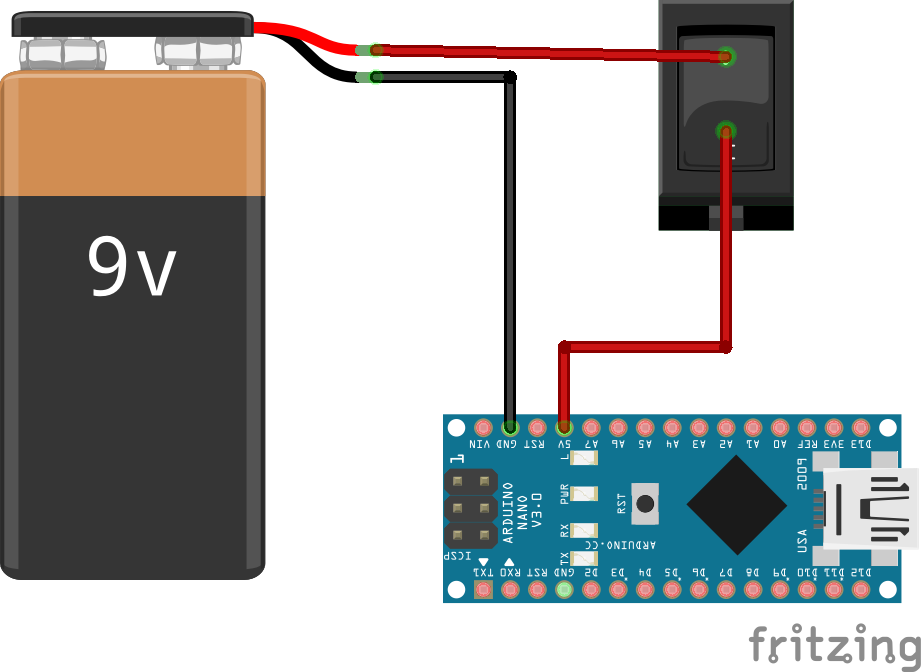 9v
VIN GND RST 5V A7 A6 A5 A4 A3 A2 A1 A0 REF 3V3 D13
1
L
PWR
RX
TX
RST
ARDUINO
NANO
V3.0
ARDUINO.CC
2009
USA
ICSP
TX1 RX0 RST GND D2 D3 D4 D5 D6 D7 D8 D9 D10 D11 D12
fritzing